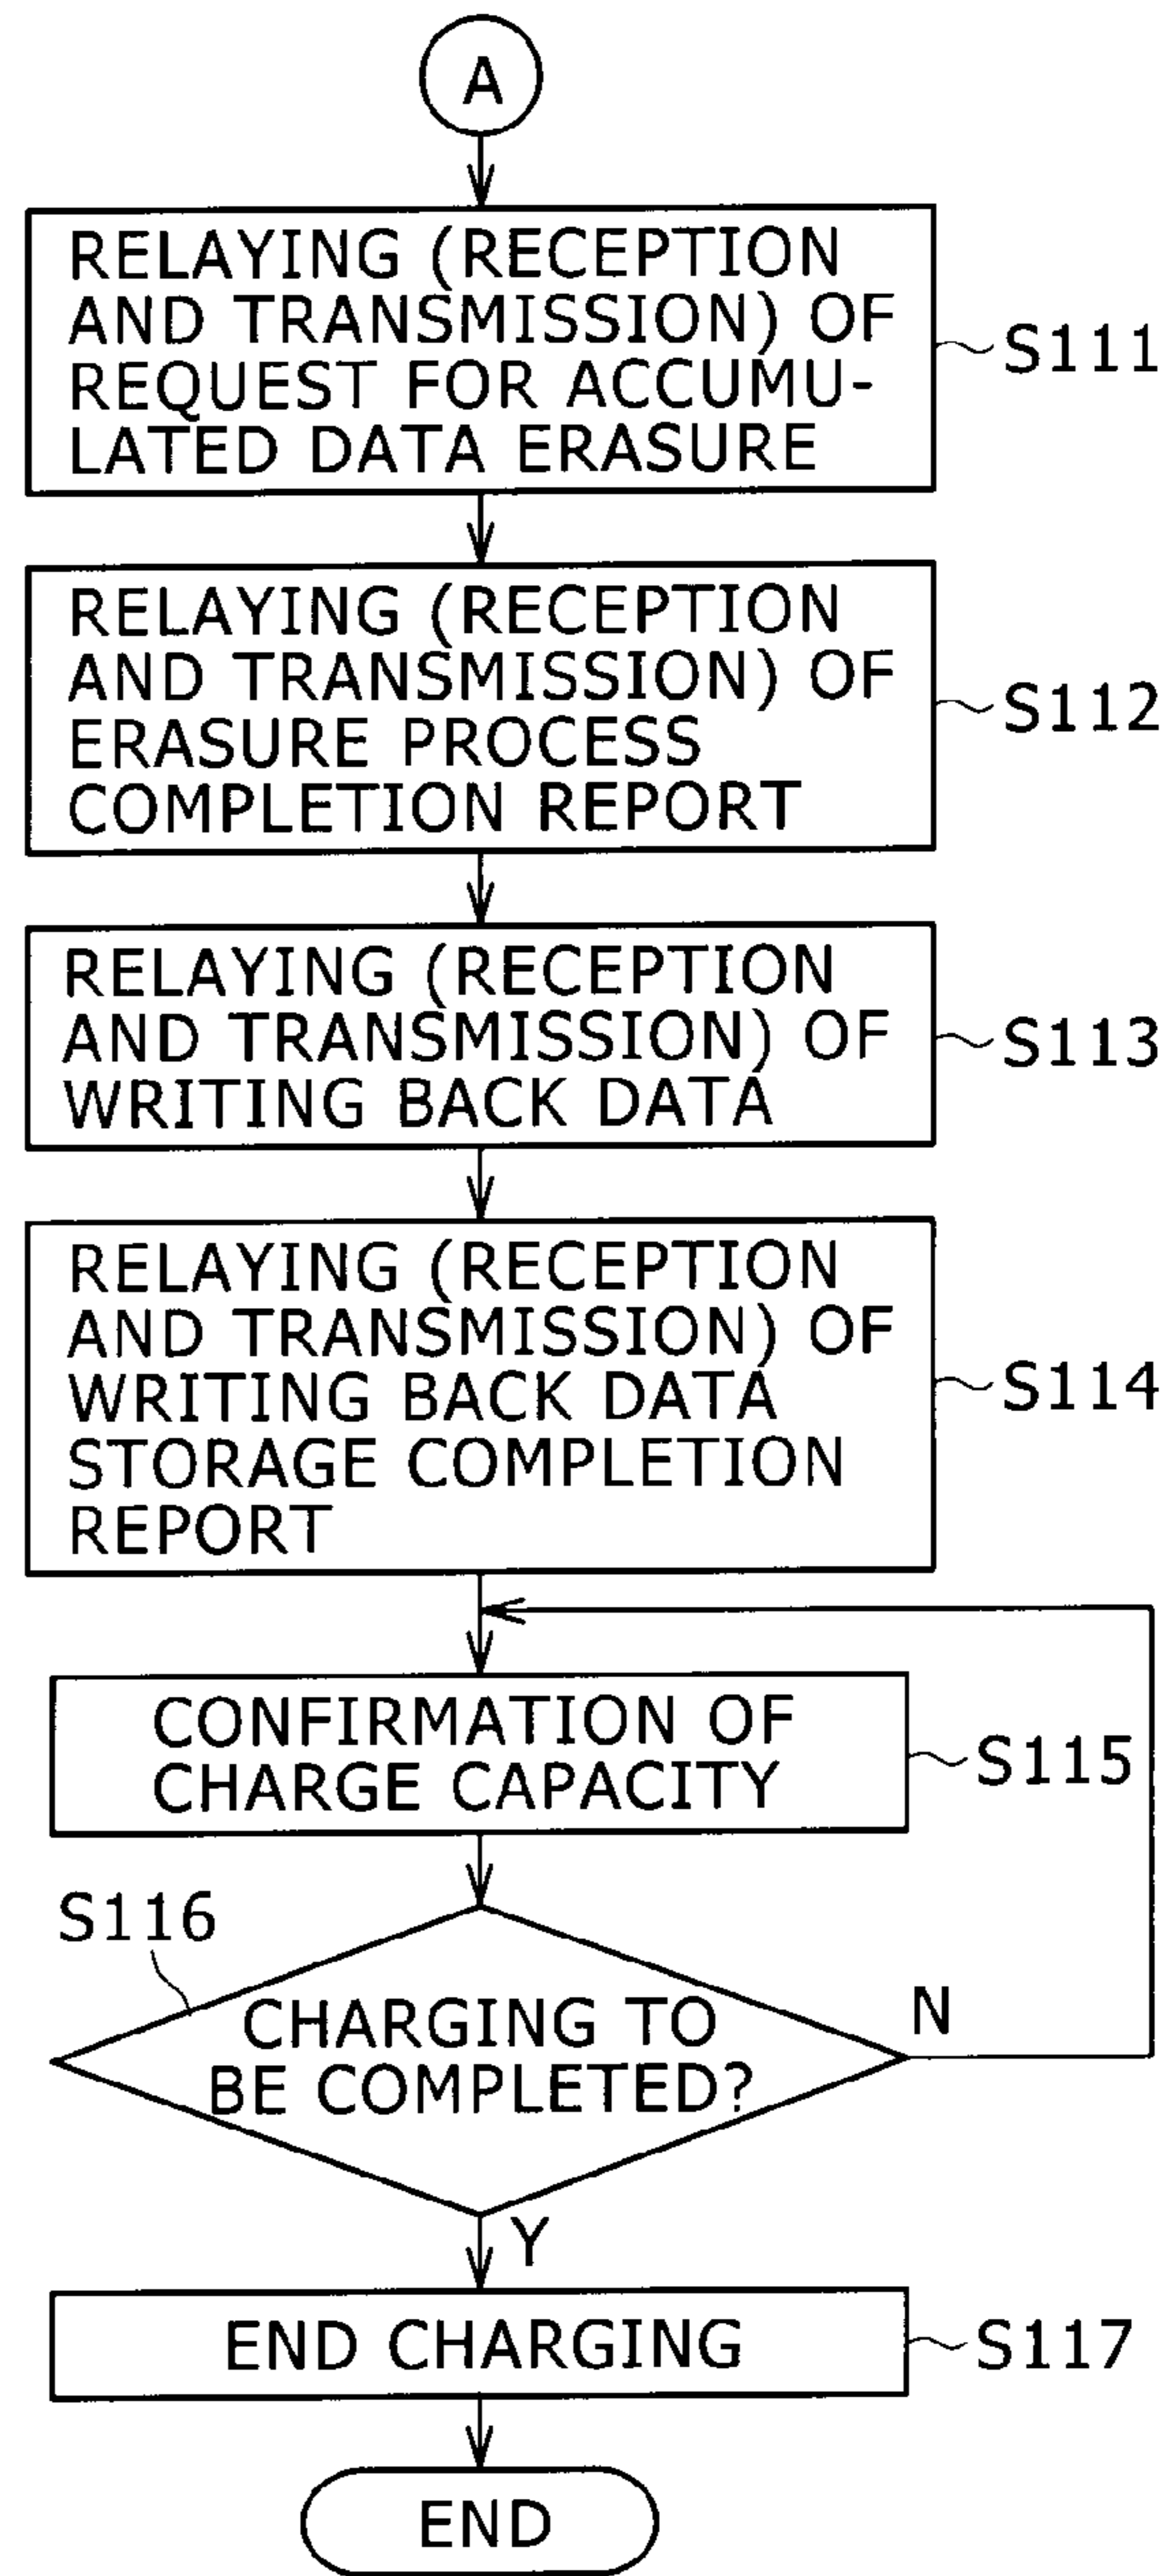 A
RELAYING (RECEPTION
AND TRANSMISSION) OF
REQUEST FOR ACCUMU-
LATED DATA ERASURE
S111
RELAYING (RECEPTION
AND TRANSMISSION) OF
ERASURE PROCESS
COMPLETION REPORT
S112
RELAYING (RECEPTION
AND TRANSMISSION) OF
WRITING BACK DATA
S113
RELAYING (RECEPTION
AND TRANSMISSION) OF
WRITING BACK DATA
STORAGE COMPLETION
REPORT
S114
CONFIRMATION OF
CHARGE CAPACITY
S115
S116
CHARGING TO
BE COMPLETED?
N
Y
END CHARGING
S117
END